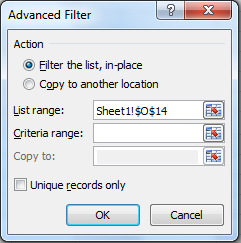 Advanced Filter
Action
Filter the list, in-place
Copy to another location
List range: Sheet1!$O$14
Criteria range:
Copy to:
Unique records only
OK Cancel